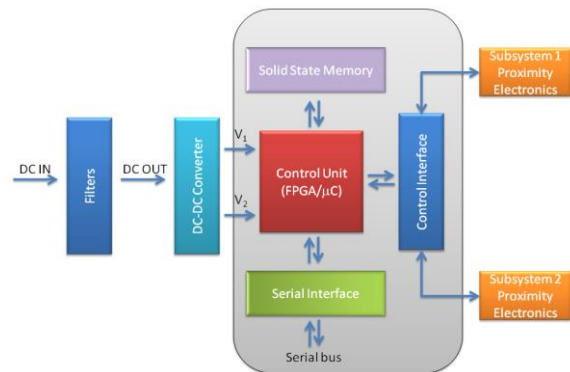 Solid State Memory
Subsystem 1
Proximity
Electronics
DC IN
Filters
DC OUT
DC-DC Converter
V1
V2
Control Unit
(FPGA/μC)
Control Interface
Serial Interface
Subsystem 2
Proximity
Electronics
Serial bus